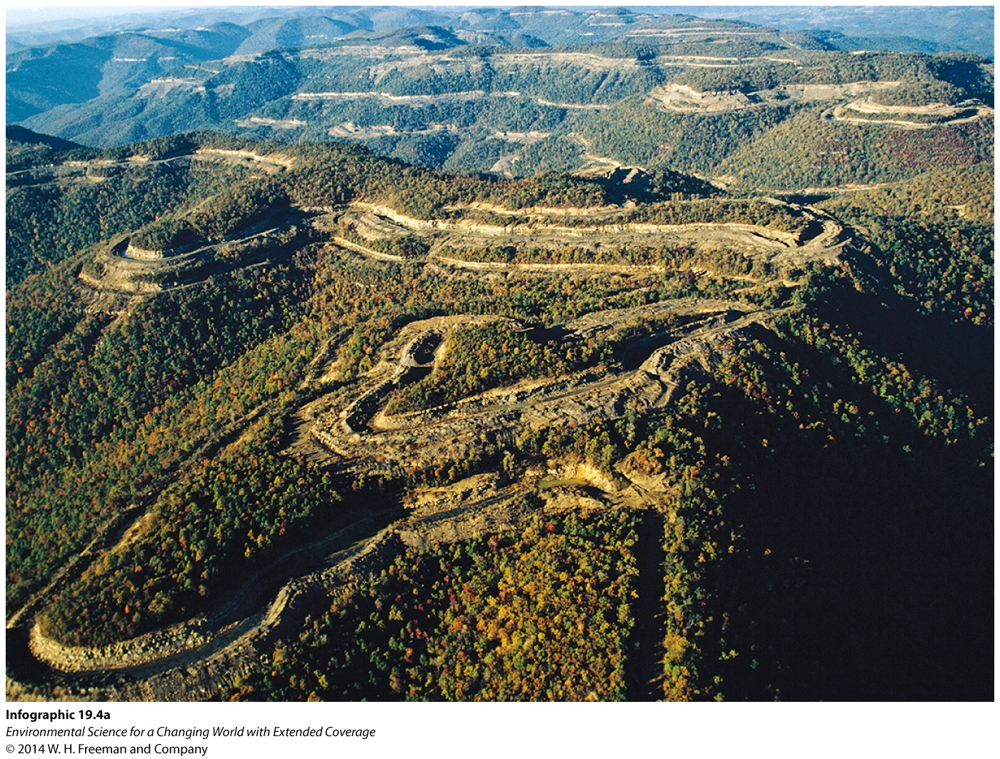 Infographic 19.4a
Environmental Science for a Changing World with Extended Coverage
© 2014 W. H. Freeman and Company